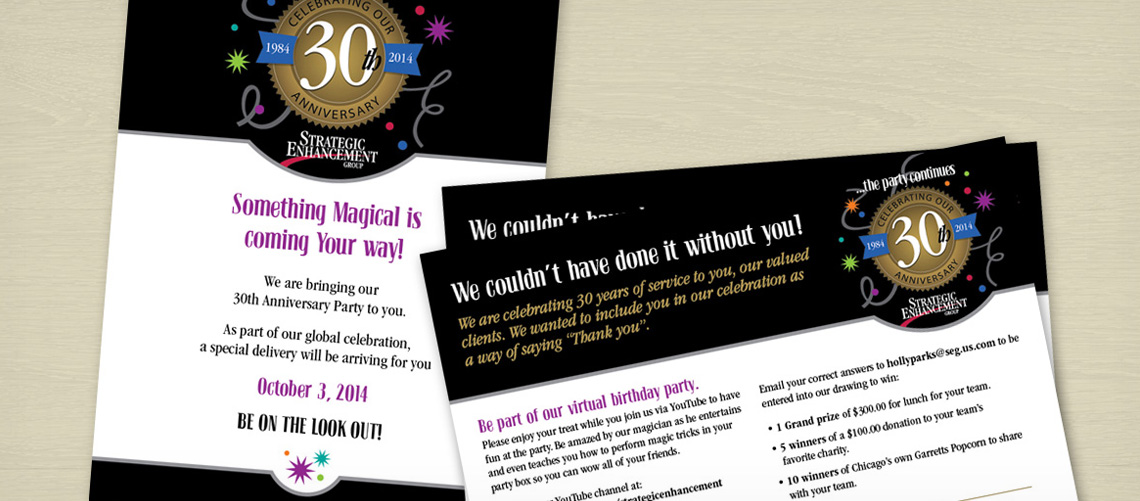 CELEBRATING OUR
1984
30th
2014
ANNIVERSARY
STRATEGIC
ENHANCEMENT
GROUP
Something Magical is
coming Your way!
We are bringing our
30th Anniversary Party to you.
As part of our global celebration,
a special delivery will be arriving for you
October 3, 2014
BE ON THE LOOK OUT!
We couldn't have
...the party continues
CELEBRATING OUR
1984
30th
2014
ANNIVERSARY
STRATEGIC
ENHANCEMENT
GROUP
We couldn't have done it without you!
We are celebrating 30 years of service to you, our valued
clients. We wanted to include you in our celebration as
a way of saying "Thank you".
Be part of our virtual birthday party.
Please enjoy your treat while you join us via YouTube to have
fun at the party. Be amazed by our magician as he entertains
and even teaches you how to perform magic tricks in your
party box so you can wow all of your friends.
YouTube channel at:
strategicenhancement
Email your correct answers to hollyparks@seg.us.com to be
entered into our drawing to win:
• 1 Grand prize of $300.00 for lunch for your team.
• 5 winners of a $100.00 donation to your team's
favorite charity.
• 10 winners of Chicago's own Garretts Popcorn to share
with your team.